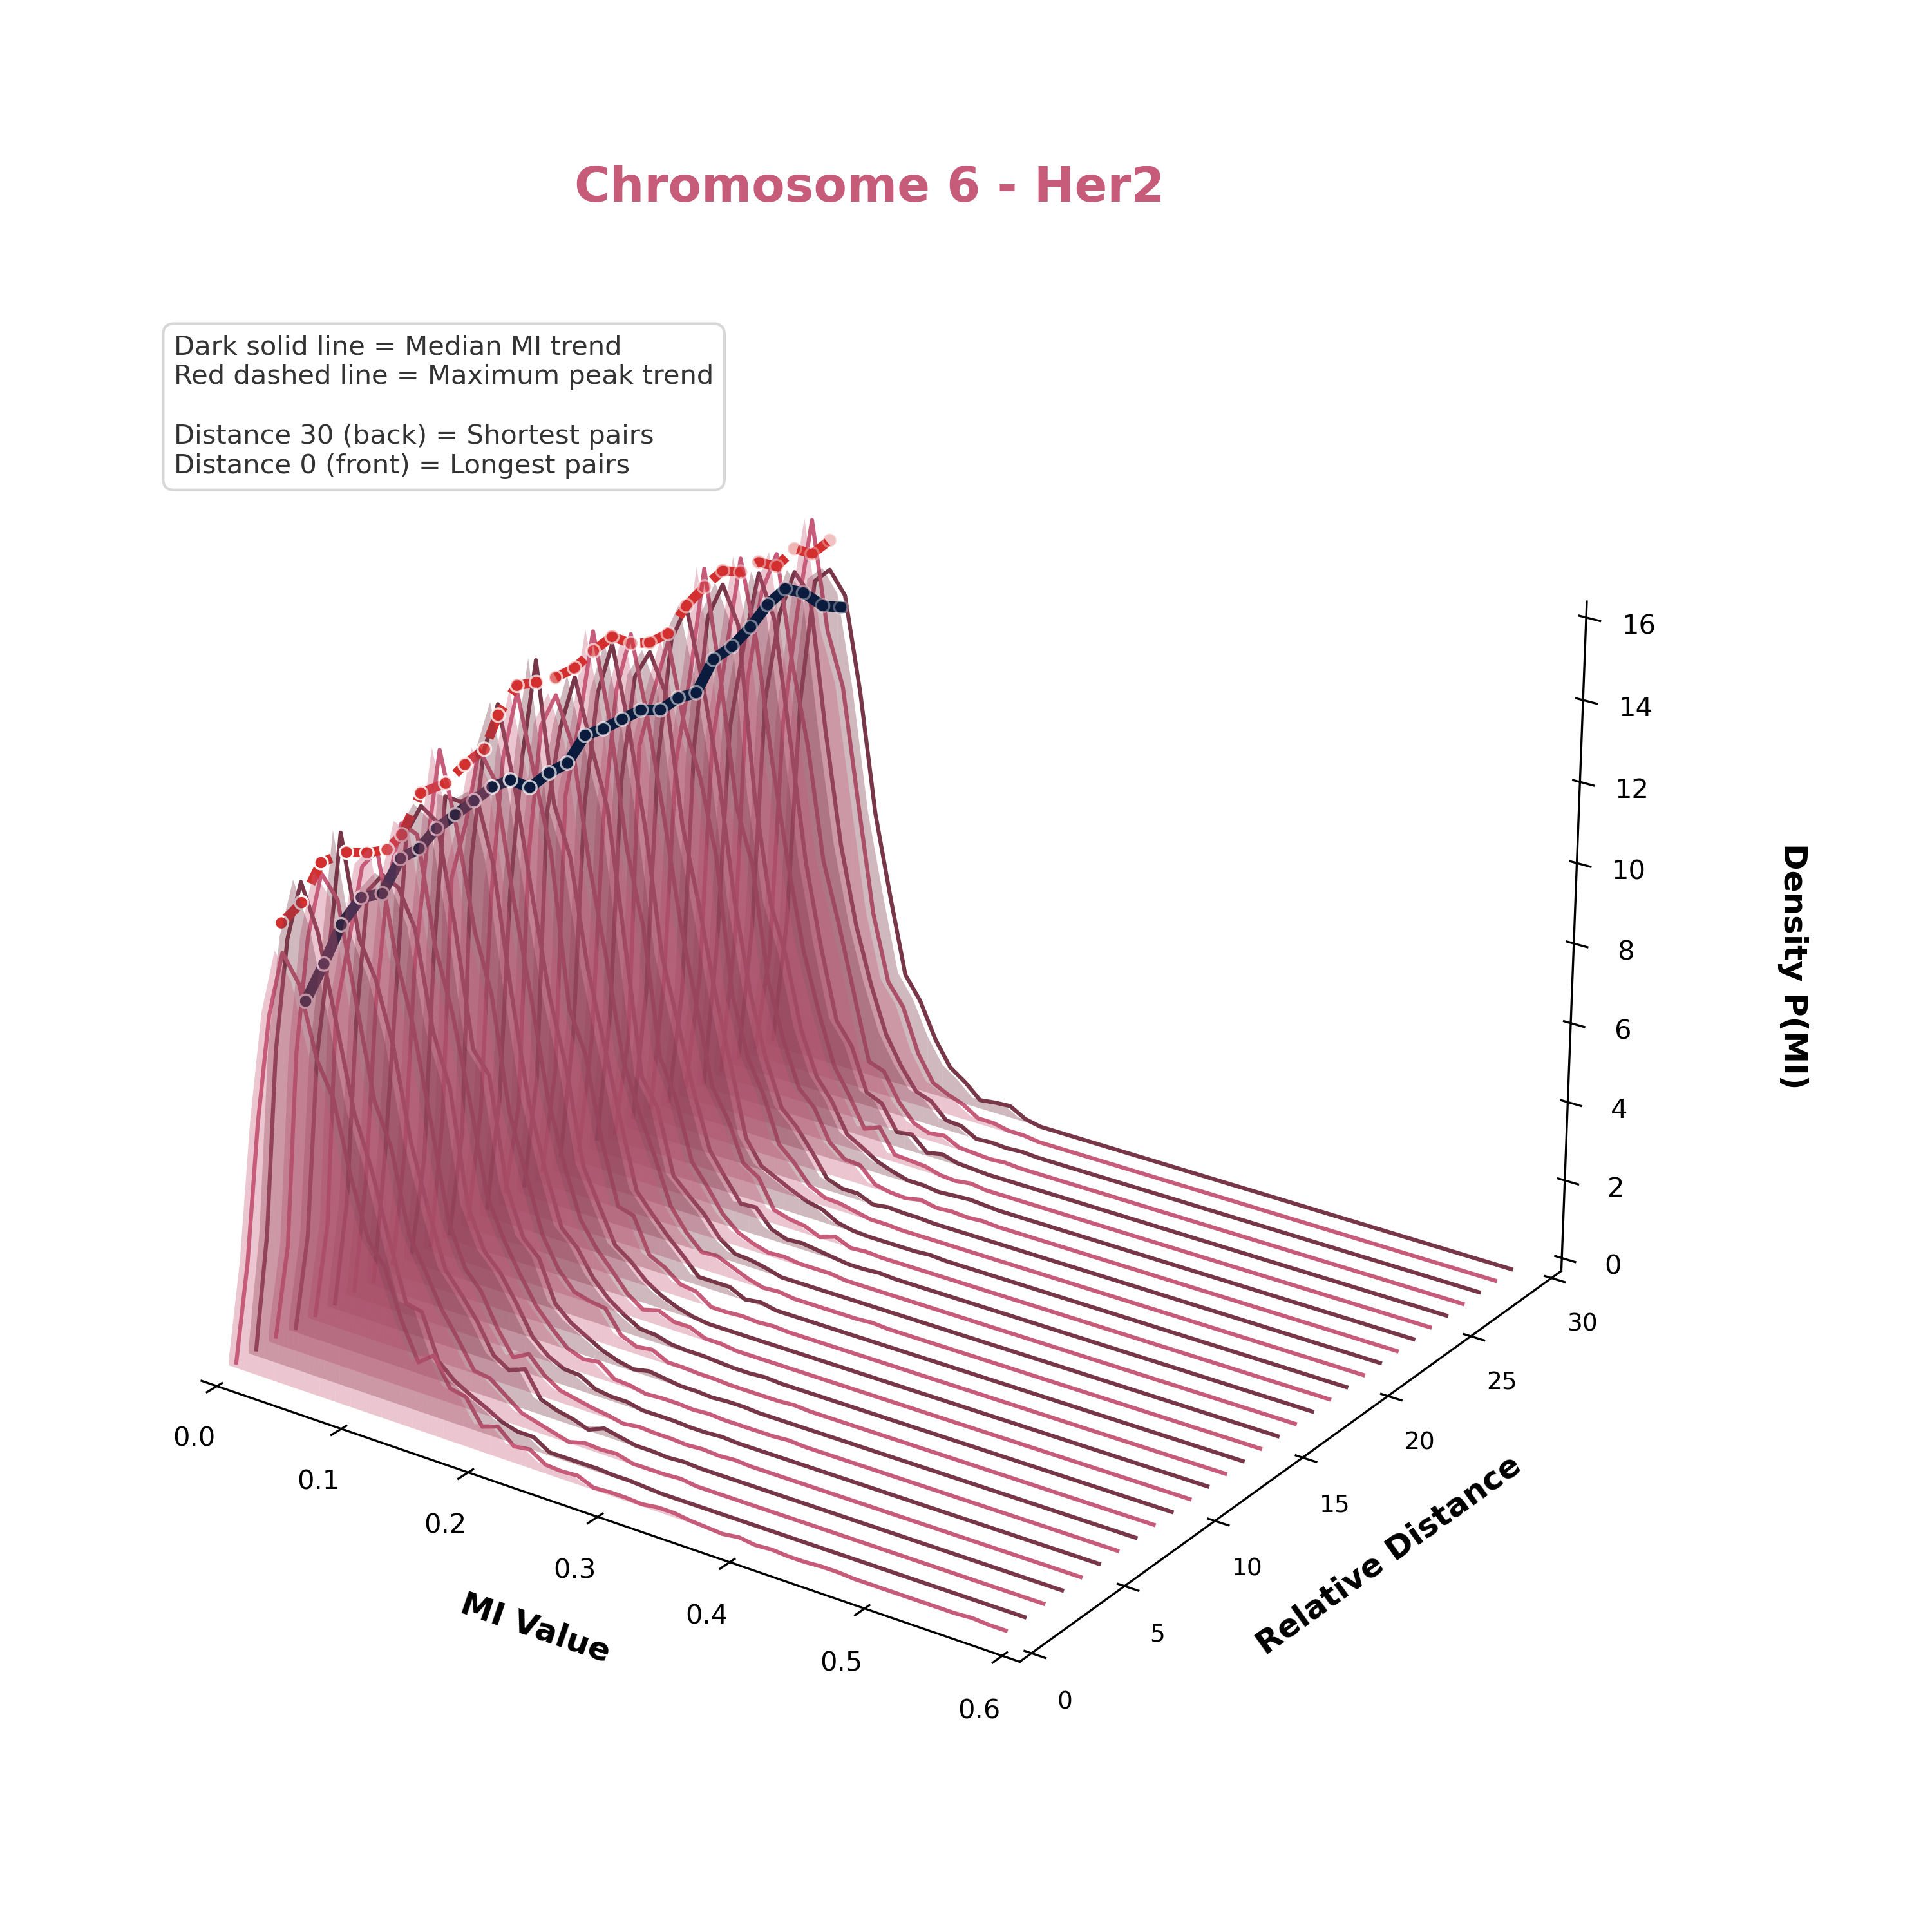 Chromosome 6 - Her2
Dark solid line = Median MI trend
Red dashed line = Maximum peak trend
Distance 30 (back) = Shortest pairs
Distance 0 (front) = Longest pairs
16
14
12
10
8
6
4
2
0
Density P(MI)
30
25
20
15
10
5
0
Relative Distance
0.0
0.1
0.2
0.3
0.4
0.5
0.6
MI Value